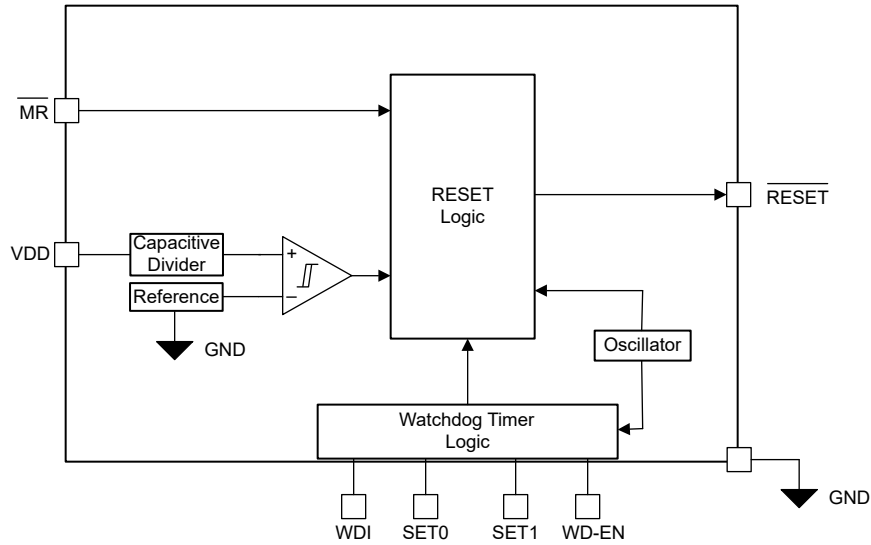 MR
RESET
Logic
RESET
VDD
Capacitive
Divider
+
Reference
−
GND
Oscillator
Watchdog Timer
Logic
GND
WDI
SET0
SET1
WD-EN